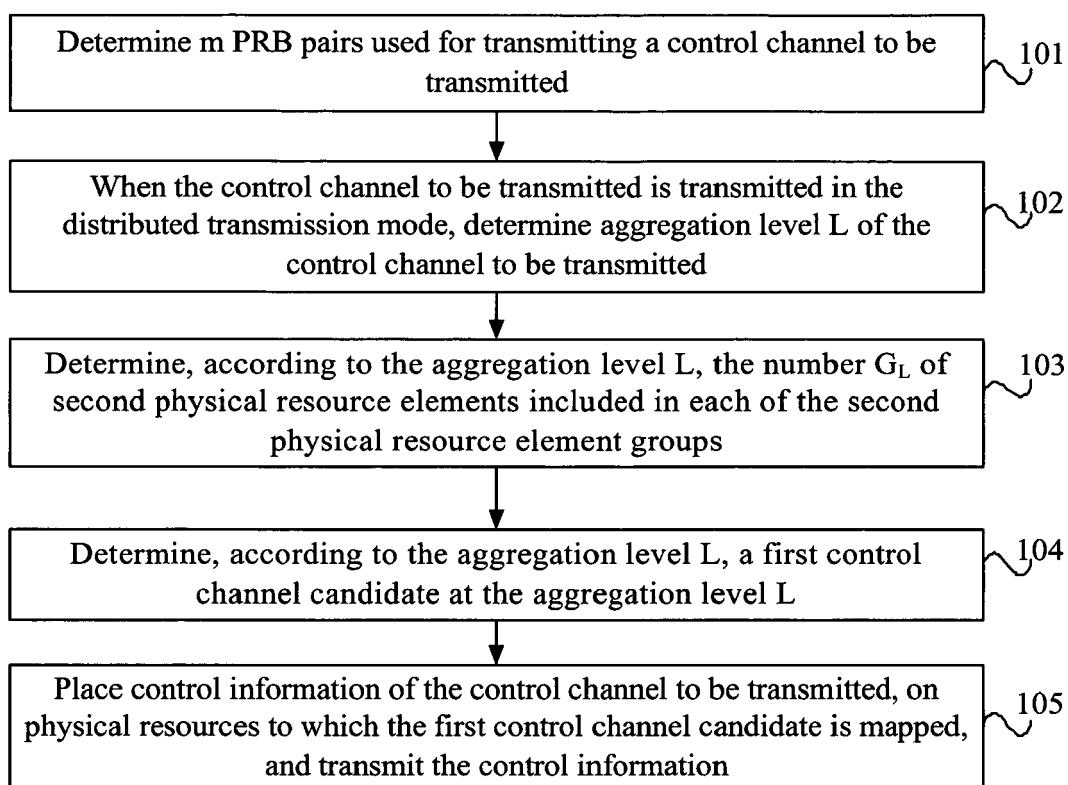 Determine m PRB pairs used for transmitting a control channel to be
transmitted
101
When the control channel to be transmitted is transmitted in the
distributed transmission mode, determine aggregation level L of the
control channel to be transmitted
102
Determine, according to the aggregation level L, the number G_L of
second physical resource elements included in each of the second
physical resource element groups
103
Determine, according to the aggregation level L, a first control
channel candidate at the aggregation level L
104
Place control information of the control channel to be transmitted, on
physical resources to which the first control channel candidate is mapped,
and transmit the control information
105